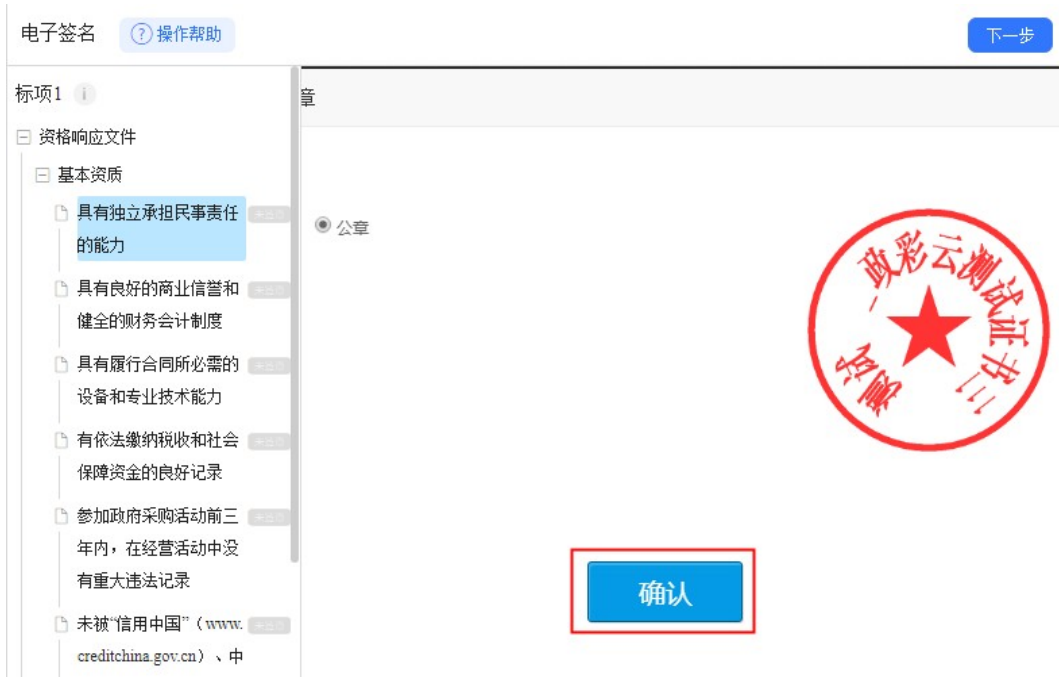 电子签名
? 操作帮助
下一步
标项1
章
资格响应文件
基本资质
具有独立承担民事责任
的能力
公章
具有良好的商业信誉和
健全的财务会计制度
具有履行合同所必需的
设备和专业技术能力
有依法缴纳税收和社会
保障资金的良好记录
参加政府采购活动前三
年内，在经营活动中没
有重大违法记录
未被“信用中国”（www.
creditchina.gov.cn）、中
测试-政彩云测试证书111
确认